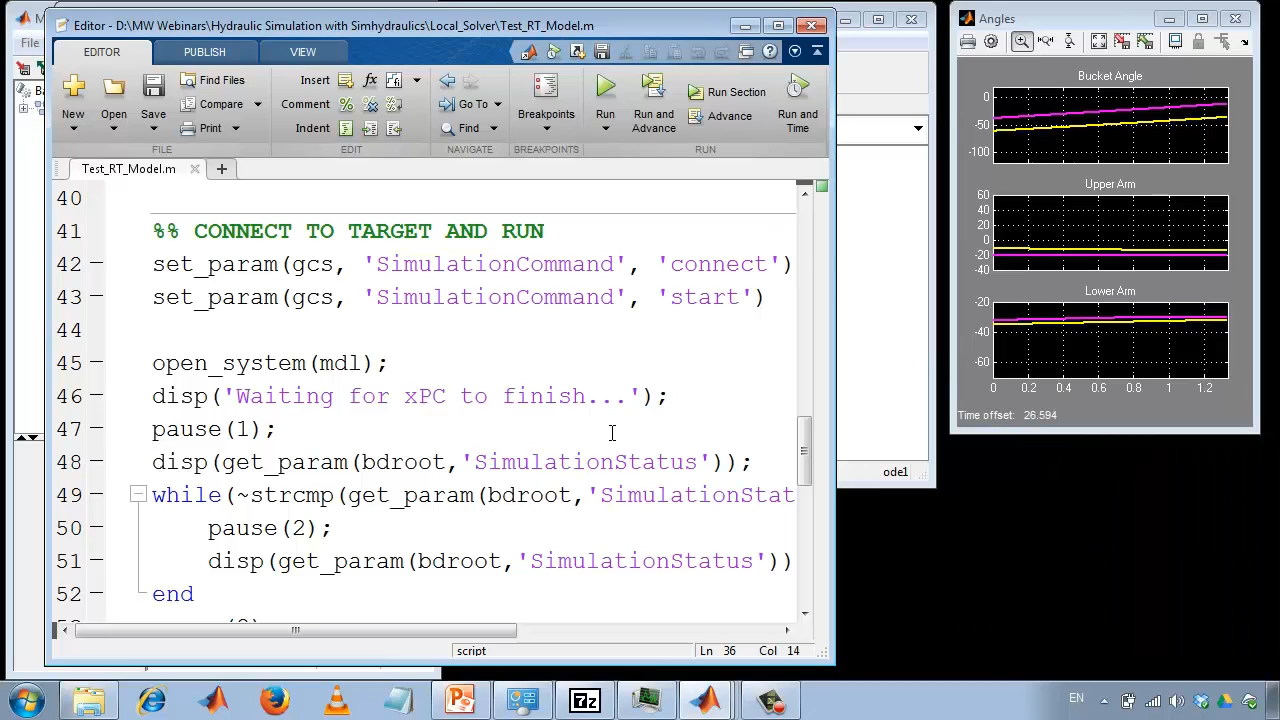 Editor - D:\MW Webinars\Hydraulic Simulation with Simhydraulics\Local_Solver\Test_RT_Model.m
File
EDITOR
PUBLISH
VIEW
New
Open
Save
Find Files
Compare
Print
Insert
Comment
Indent
Go To
Find
Breakpoints
Run
Run and Advance
Run Section
Advance
Run and Time
FILE
EDIT
NAVIGATE
BREAKPOINTS
RUN
Test_RT_Model.m
40
41 %% CONNECT TO TARGET AND RUN
42 set_param(gcs, 'SimulationCommand', 'connect')
43 set_param(gcs, 'SimulationCommand', 'start')
44
45 open_system(mdl);
46 disp('Waiting for xPC to finish...');
47 pause(1);
48 disp(get_param(bdroot,'SimulationStatus'));
49 while(~strcmp(get_param(bdroot,'SimulationStat
50 pause(2);
51 disp(get_param(bdroot,'SimulationStatus'))
52 end
script
Ln 36 Col 14
ode1
Angles
Bucket Angle
0
-50
-100
Upper Arm
60
40
20
0
-20
-40
Lower Arm
-20
-40
-60
0 0.2 0.4 0.6 0.8 1 1.2
Time offset: 26.594
EN